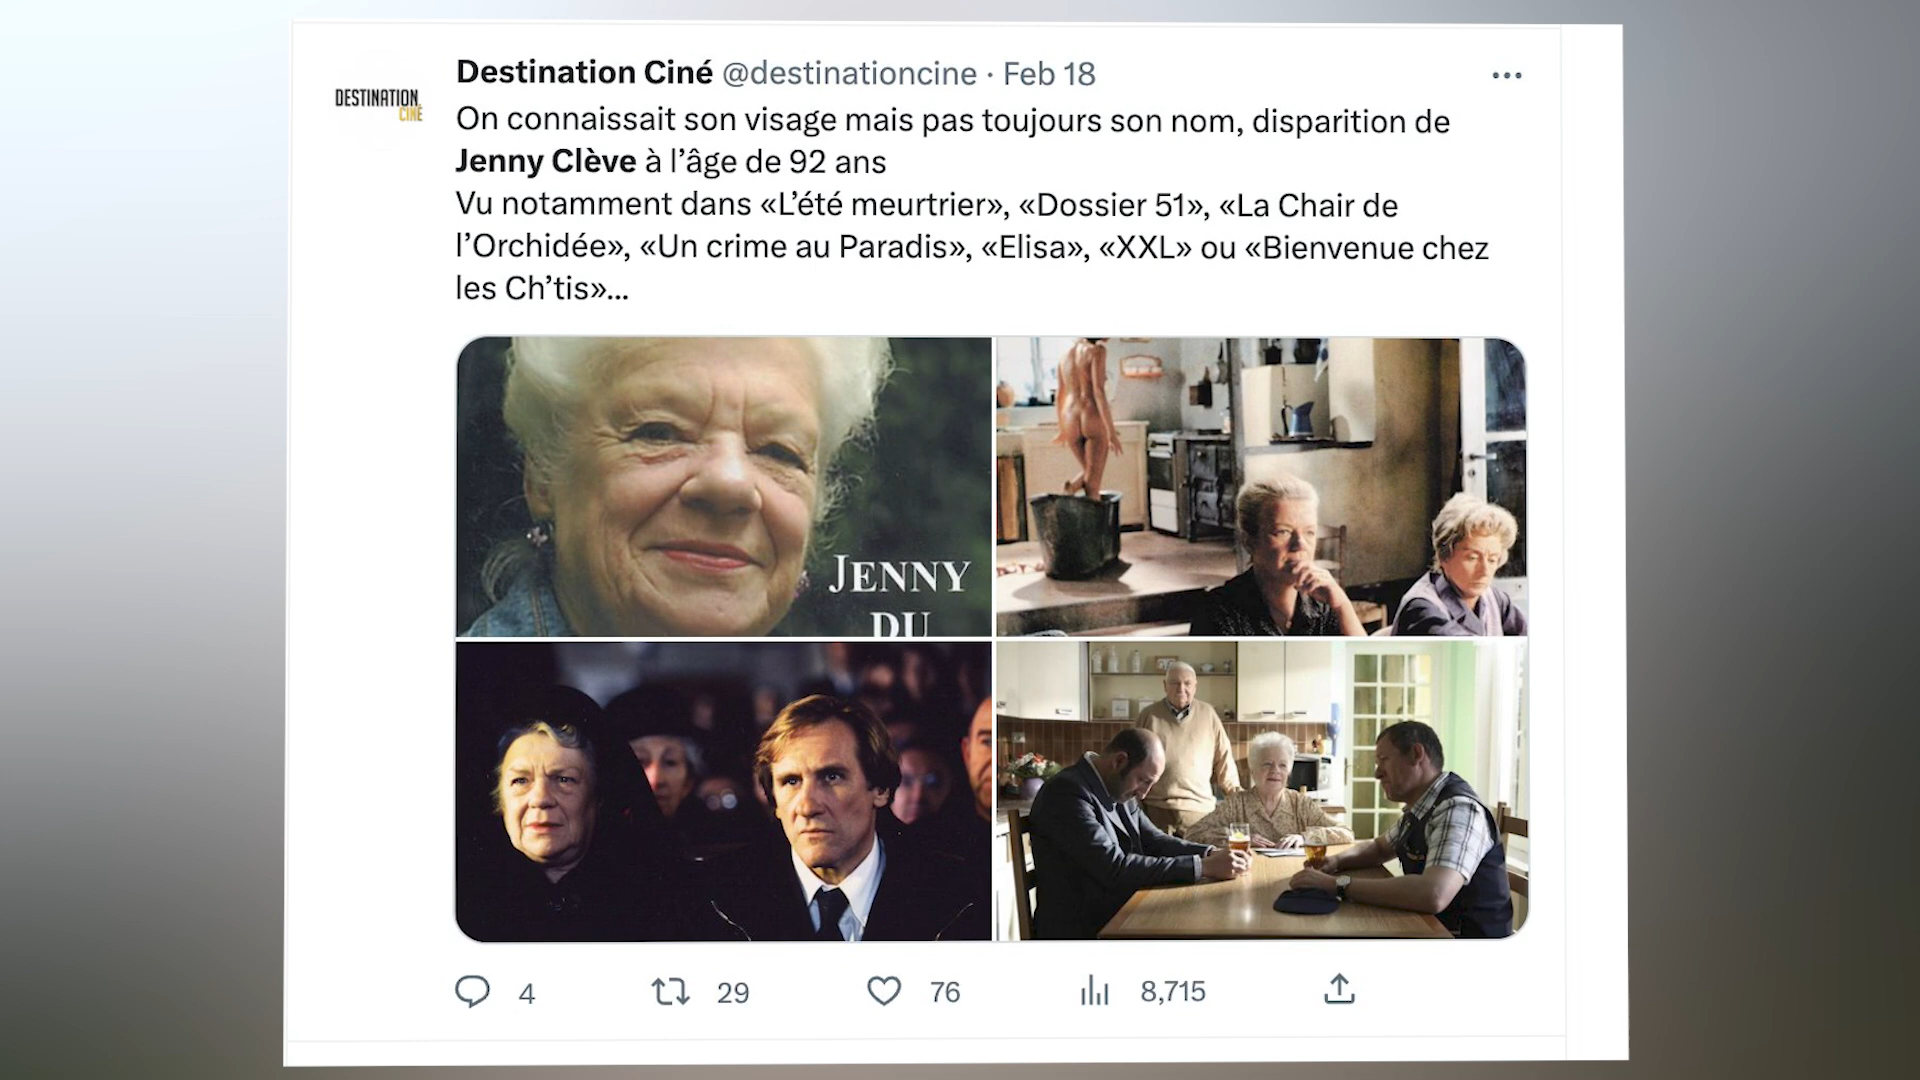 Destination Ciné @destinationcine · Feb 18
DESTINATION
CINÉ
On connaissait son visage mais pas toujours son nom, disparition de
Jenny Clève à l’âge de 92 ans
Vu notamment dans «L’été meurtrier», «Dossier 51», «La Chair de
l’Orchidée», «Un crime au Paradis», «Elisa», «XXL» ou «Bienvenue chez
les Ch’tis»...
JENNY
DU
4 29 76 8,715